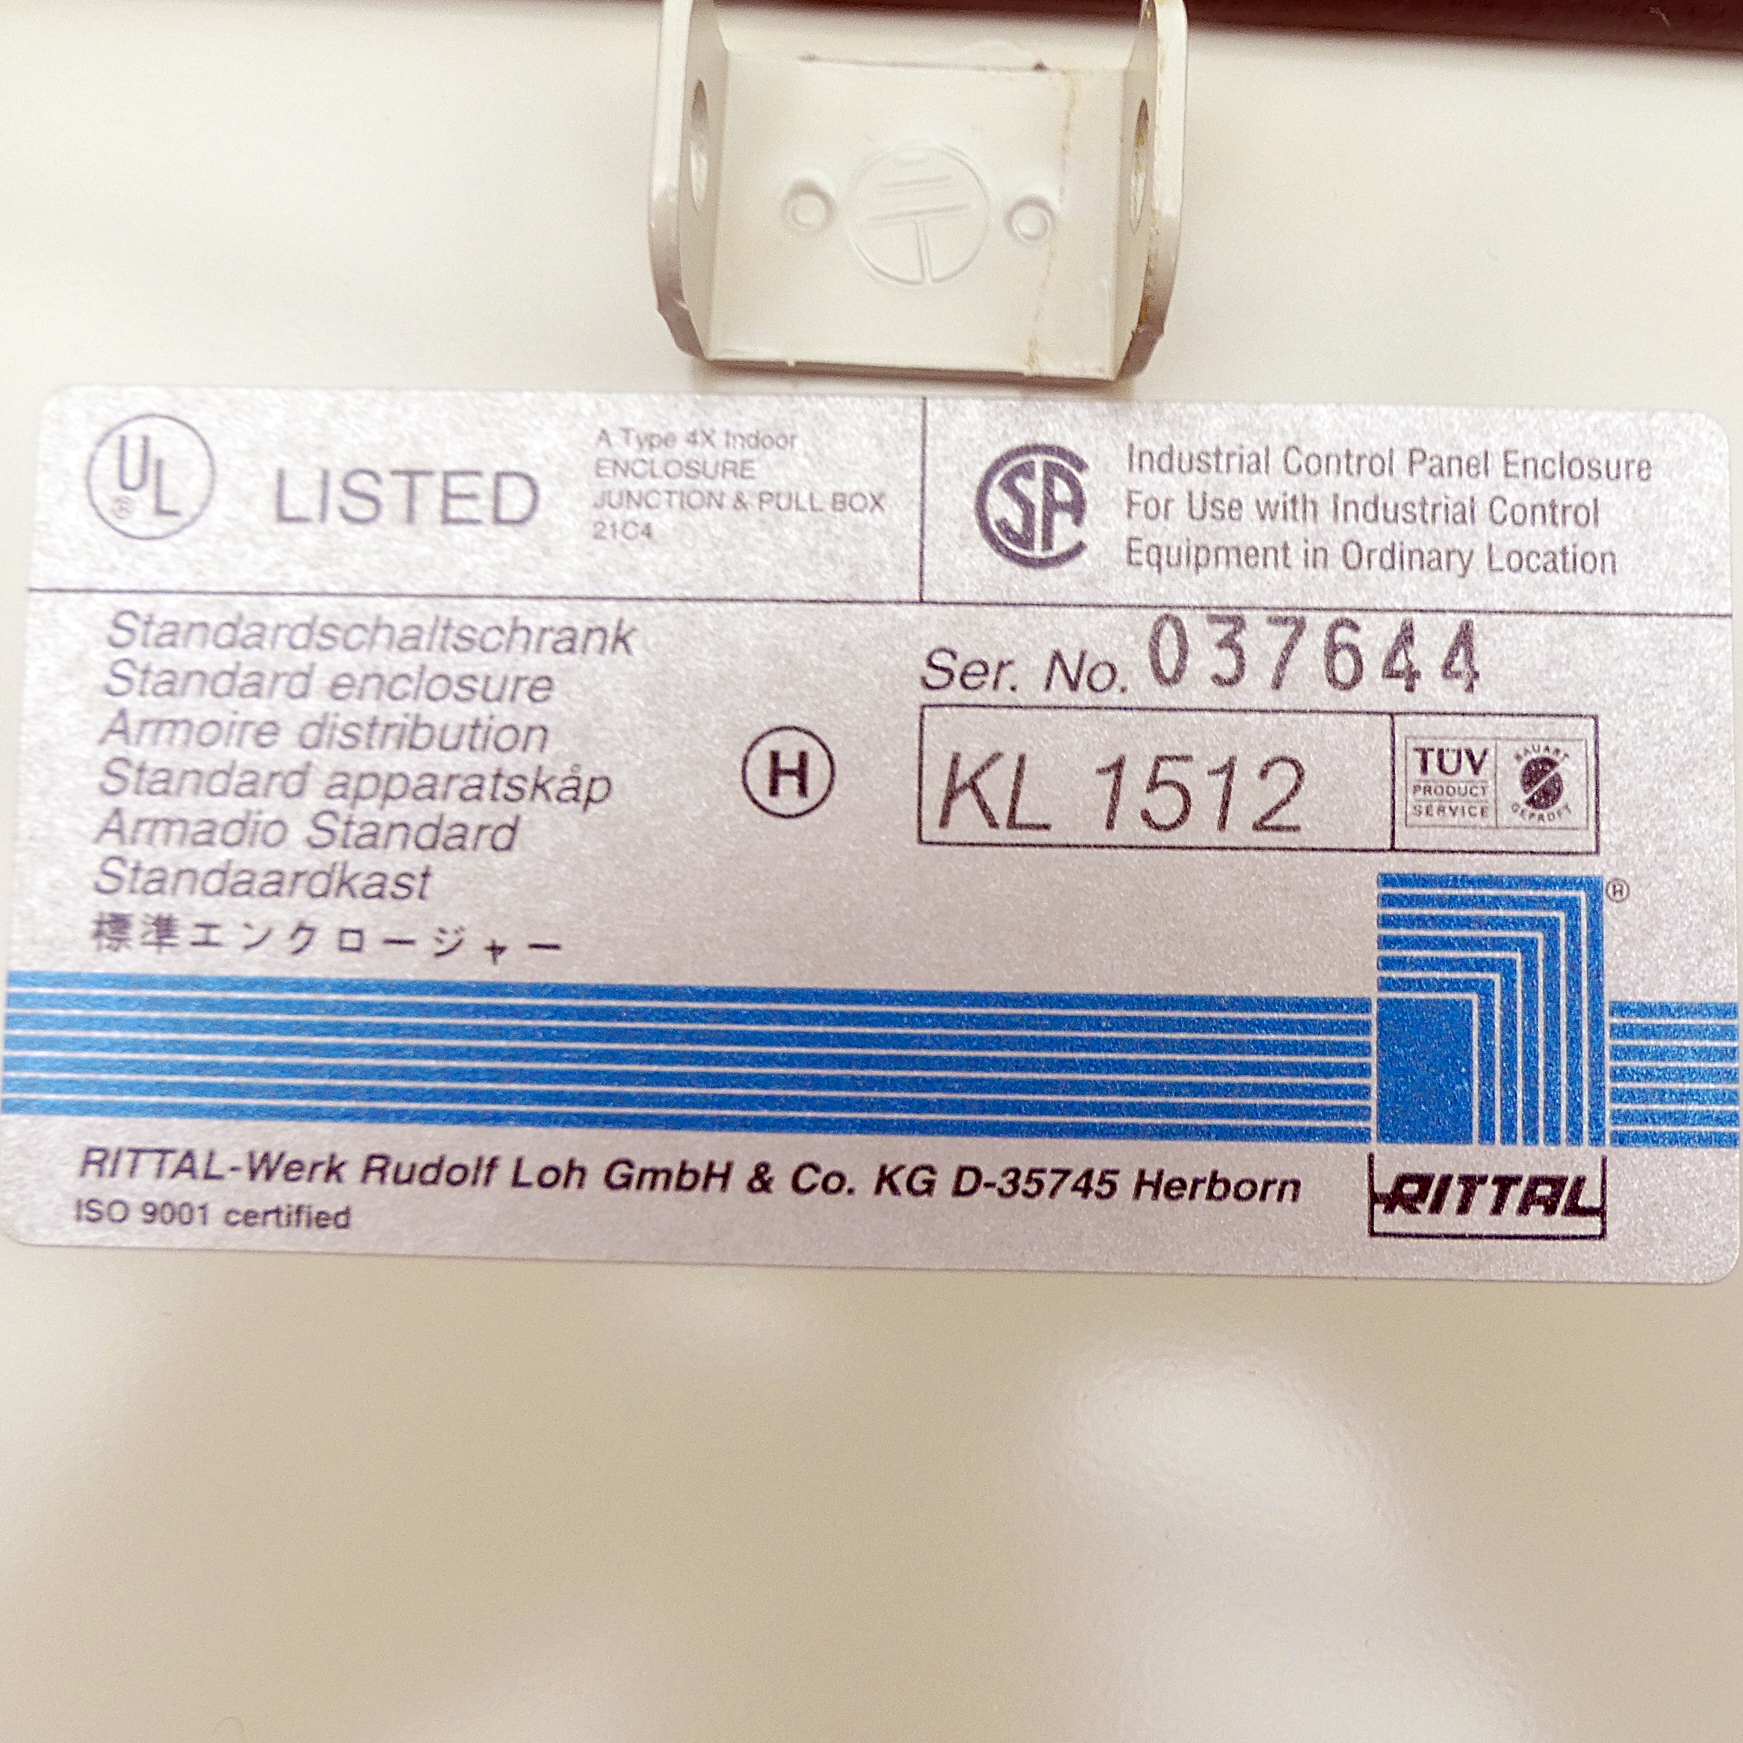 UL
®
LISTED
A Type 4X Indoor
ENCLOSURE
JUNCTION & PULL BOX
21C4
SA
Industrial Control Panel Enclosure
For Use with Industrial Control
Equipment in Ordinary Location
Standardschaltschrank
Standard enclosure
Armoire distribution
Standard apparatskåp
Armadio Standard
Standaardkast
標準エンクロージャー
H
Ser. No. 037644
KL 1512
TÜV
PRODUCT
SERVICE
BAUART
GEPRÜFT
®
RITTAL-Werk Rudolf Loh GmbH & Co. KG D-35745 Herborn
ISO 9001 certified
RITTAL